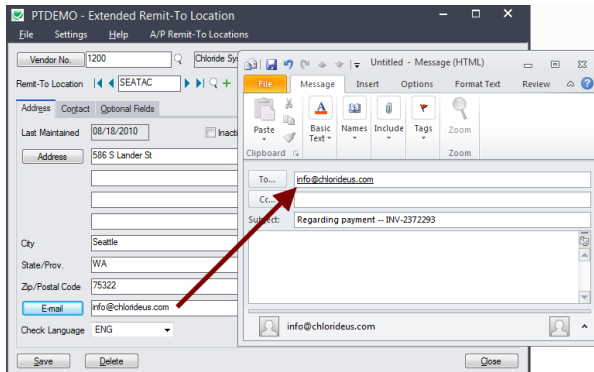 PTDEMO - Extended Remit-To Location
File Settings Help A/P Remit-To Locations
Vendor No. 1200 Chloride Sys
Remit-To Location SEATAC
Address Contact Optional Fields
Last Maintained 08/18/2010 Inacti
Address 586 S Lander St
City Seattle
State/Prov. WA
Zip/Postal Code 75322
E-mail info@chlorideus.com
Check Language ENG
Save Delete Close
Untitled - Message (HTML)
File Message Insert Options Format Text Review
Paste Basic Text Names Include Tags Zoom
Clipboard Zoom
To... info@chlorideus.com
Cc...
Subject: Regarding payment -- INV-2372293
info@chlorideus.com